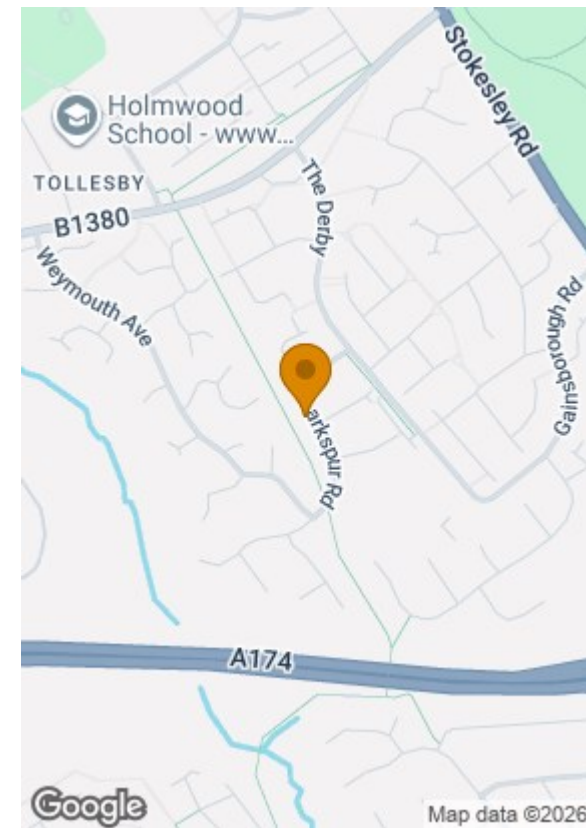 Stokesley Rd
Holmwood
School - www...
TOLLESBY
The Derby
B1380
Weymouth Ave
Gainsborough Rd
arkspur Rd
A174
Google
Map data ©2026